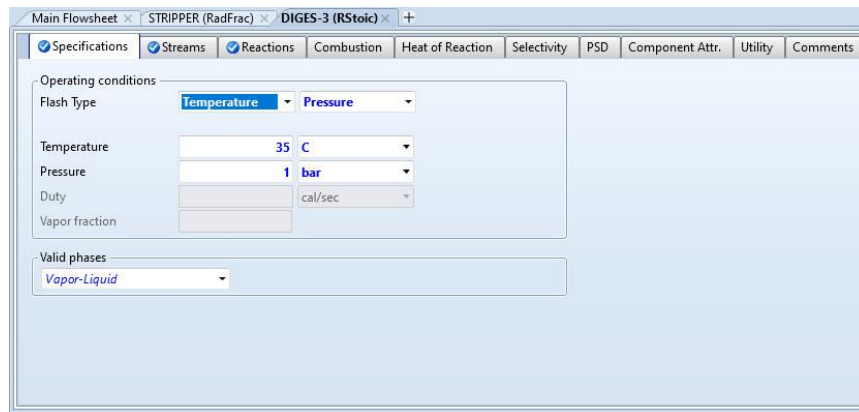 Main Flowsheet × STRIPPER (RadFrac) × DIGES-3 (RStoic) × +
Specifications Streams Reactions Combustion Heat of Reaction Selectivity PSD Component Attr. Utility Comments
Operating conditions
Flash Type Temperature Pressure
Temperature 35 C
Pressure 1 bar
Duty cal/sec
Vapor fraction
Valid phases
Vapor-Liquid